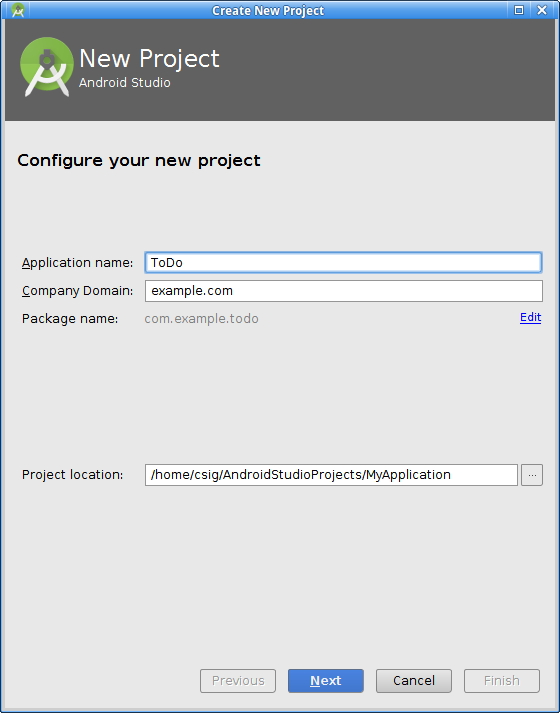 Create New Project
New Project
Android Studio
Configure your new project
Application name: ToDo
Company Domain: example.com
Package name: com.example.todo Edit
Project location: /home/csig/AndroidStudioProjects/MyApplication ...
Previous Next Cancel Finish